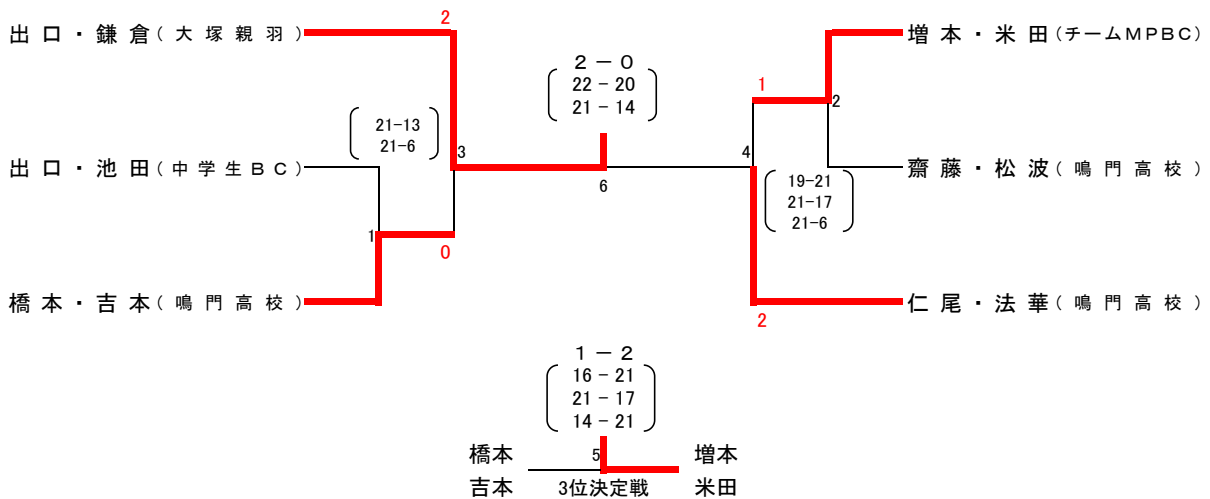 出口・鎌倉(大塚親羽)
2
増本・米田(チームMPBC)
2－0
22－20
21－14
1
2
21-13
21-6
3
4
出口・池田(中学生BC)
6
齋藤・松波(鳴門高校)
19-21
21-17
21-6
1
0
橋本・吉本(鳴門高校)
2
仁尾・法華(鳴門高校)
1－2
16－21
21－17
14－21
橋本
5
増本
吉本
3位決定戦
米田